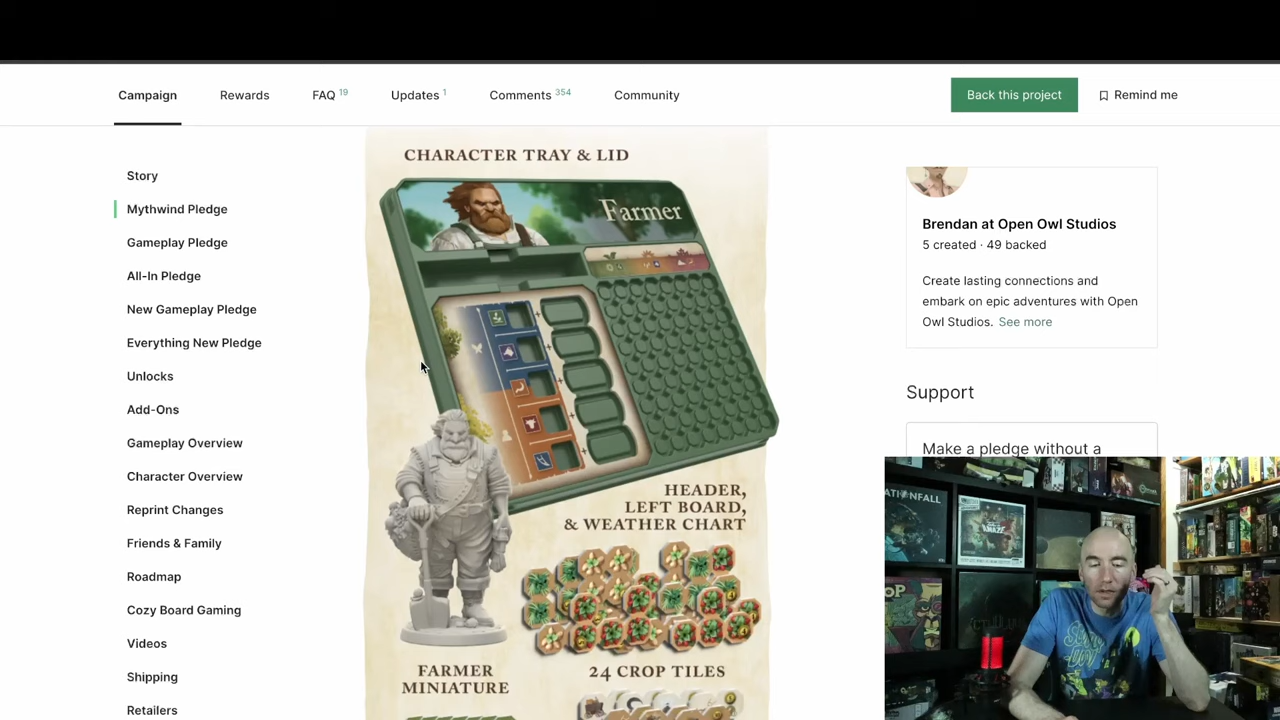 Campaign
Rewards
FAQ 19
Updates 1
Comments 354
Community
Back this project
Remind me
Story
Mythwind Pledge
Gameplay Pledge
All-In Pledge
New Gameplay Pledge
Everything New Pledge
Unlocks
Add-Ons
Gameplay Overview
Character Overview
Reprint Changes
Friends & Family
Roadmap
Cozy Board Gaming
Videos
Shipping
Retailers
CHARACTER TRAY & LID
Farmer
HEADER,
LEFT BOARD,
& WEATHER CHART
FARMER
MINIATURE
24 CROP TILES
Brendan at Open Owl Studios
5 created · 49 backed
Create lasting connections and
embark on epic adventures with Open
Owl Studios. See more
Support
Make a pledge without a